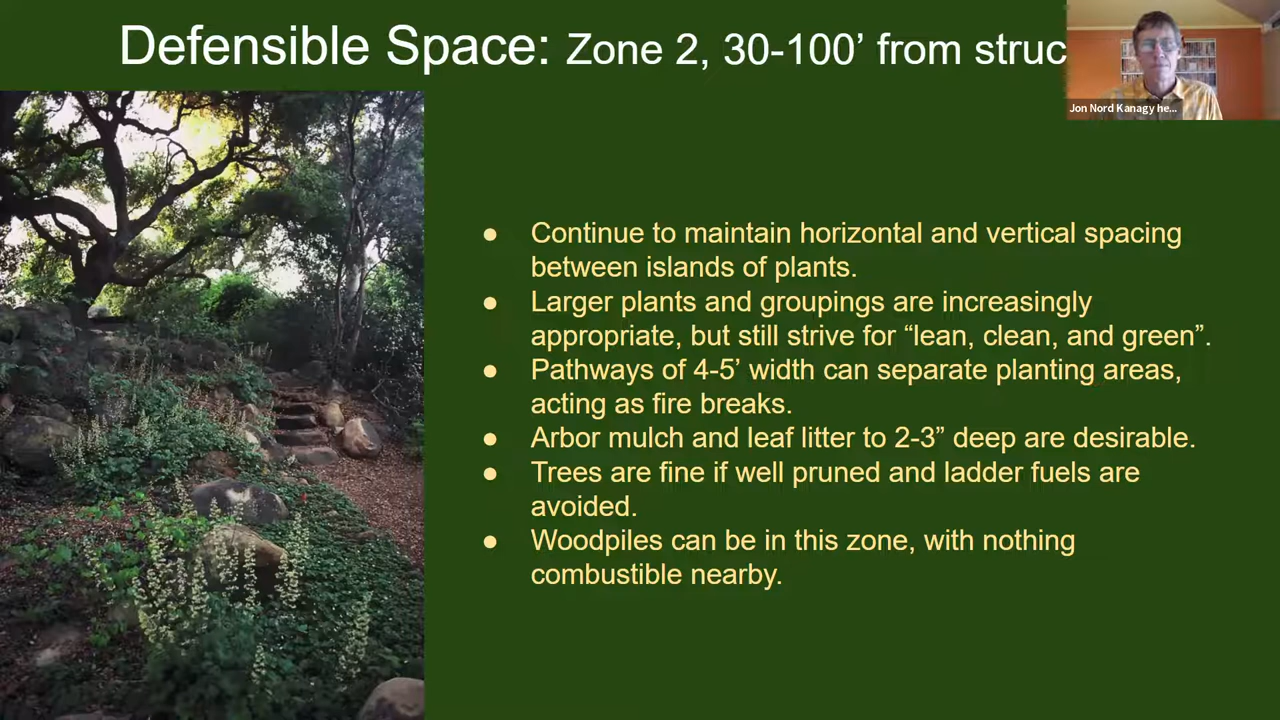 Defensible Space: Zone 2, 30-100’ from struc
Jon Nord Kanagy he...
● Continue to maintain horizontal and vertical spacing
between islands of plants.
● Larger plants and groupings are increasingly
appropriate, but still strive for “lean, clean, and green”.
● Pathways of 4-5’ width can separate planting areas,
acting as fire breaks.
● Arbor mulch and leaf litter to 2-3” deep are desirable.
● Trees are fine if well pruned and ladder fuels are
avoided.
● Woodpiles can be in this zone, with nothing
combustible nearby.